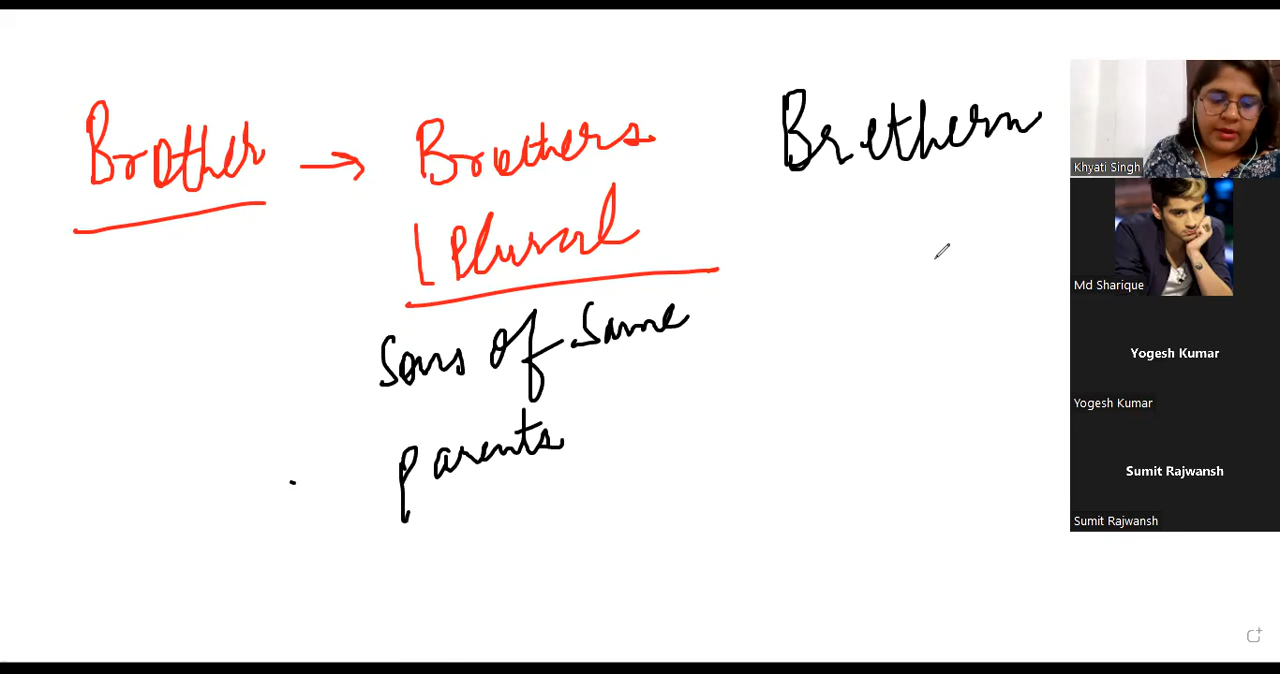 Brother → Brothers
(Plural
Sons of Same
parents
Brethern
Khyati Singh
Md Sharique
Yogesh Kumar
Yogesh Kumar
Sumit Rajwansh
Sumit Rajwansh